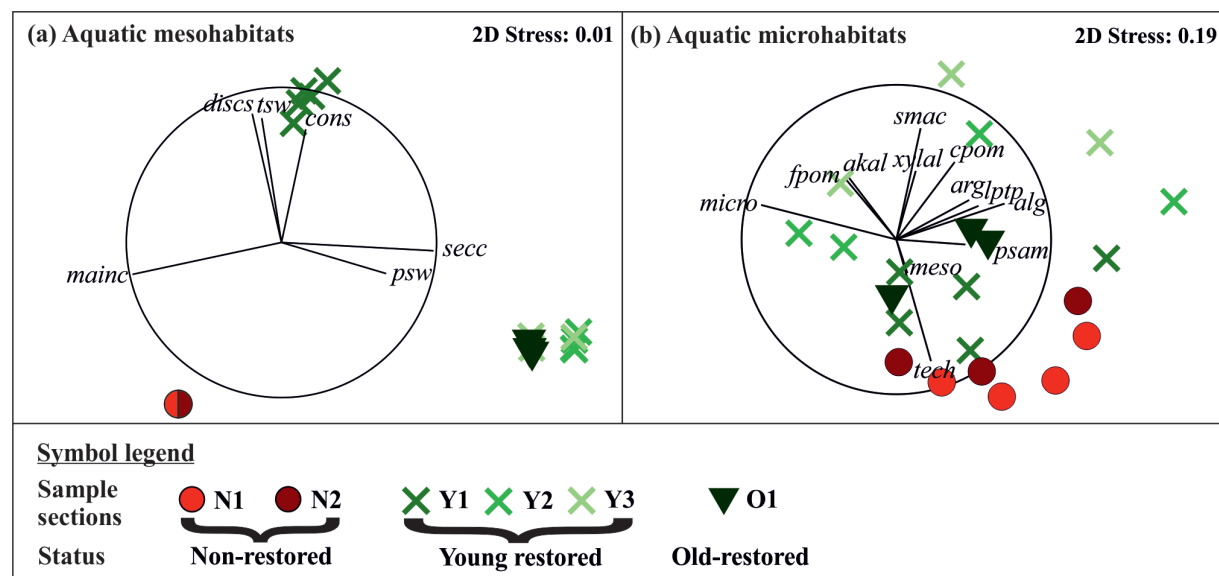 (a) Aquatic mesohabitats
2D Stress: 0.01
discs
tsw
cons
mainc
secc
psw
(b) Aquatic microhabitats
2D Stress: 0.19
smac
cpom
xylal
akal
fpom
micro
arg
lptp
alg
psam
meso
tech
Symbol legend
Sample sections
N1
N2
Y1
Y2
Y3
O1
Status
Non-restored
Young restored
Old-restored